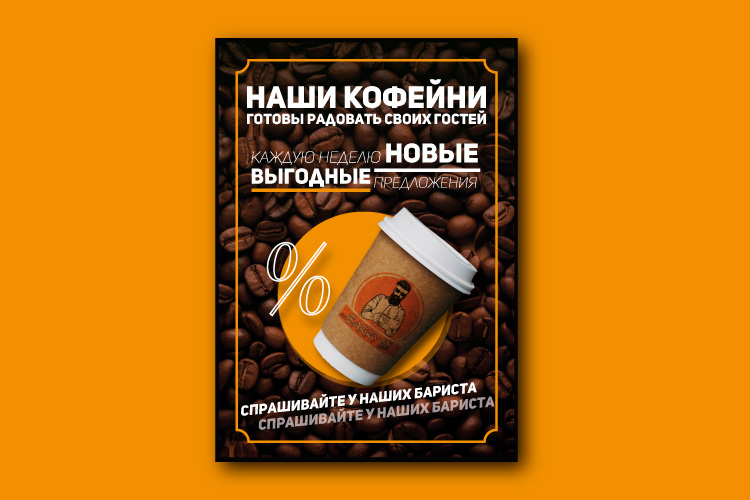 НАШИ КОФЕЙНИ
ГОТОВЫ РАДОВАТЬ СВОИХ ГОСТЕЙ
КАЖДУЮ НЕДЕЛЮ НОВЫЕ
ВЫГОДНЫЕ ПРЕДЛОЖЕНИЯ
%
СПРАШИВАЙТЕ У НАШИХ БАРИСТА
СПРАШИВАЙТЕ У НАШИХ БАРИСТА